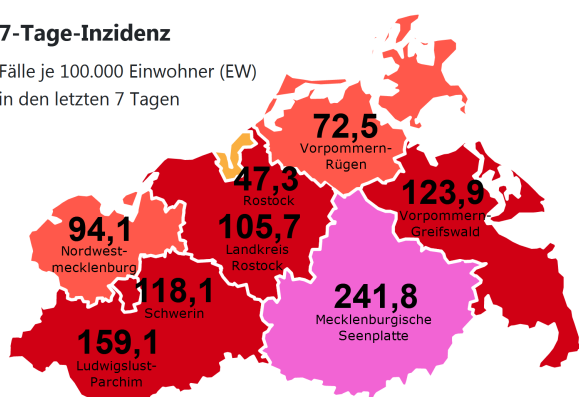 7-Tage-Inzidenz
Fälle je 100.000 Einwohner (EW)
in den letzten 7 Tagen
72,5
Vorpommern-
Rügen
47,3
Rostock
123,9
Vorpommern-
Greifswald
94,1
Nordwest-
mecklenburg
105,7
Landkreis
Rostock
118,1
Schwerin
241,8
Mecklenburgische
Seenplatte
159,1
Ludwigslust-
Parchim